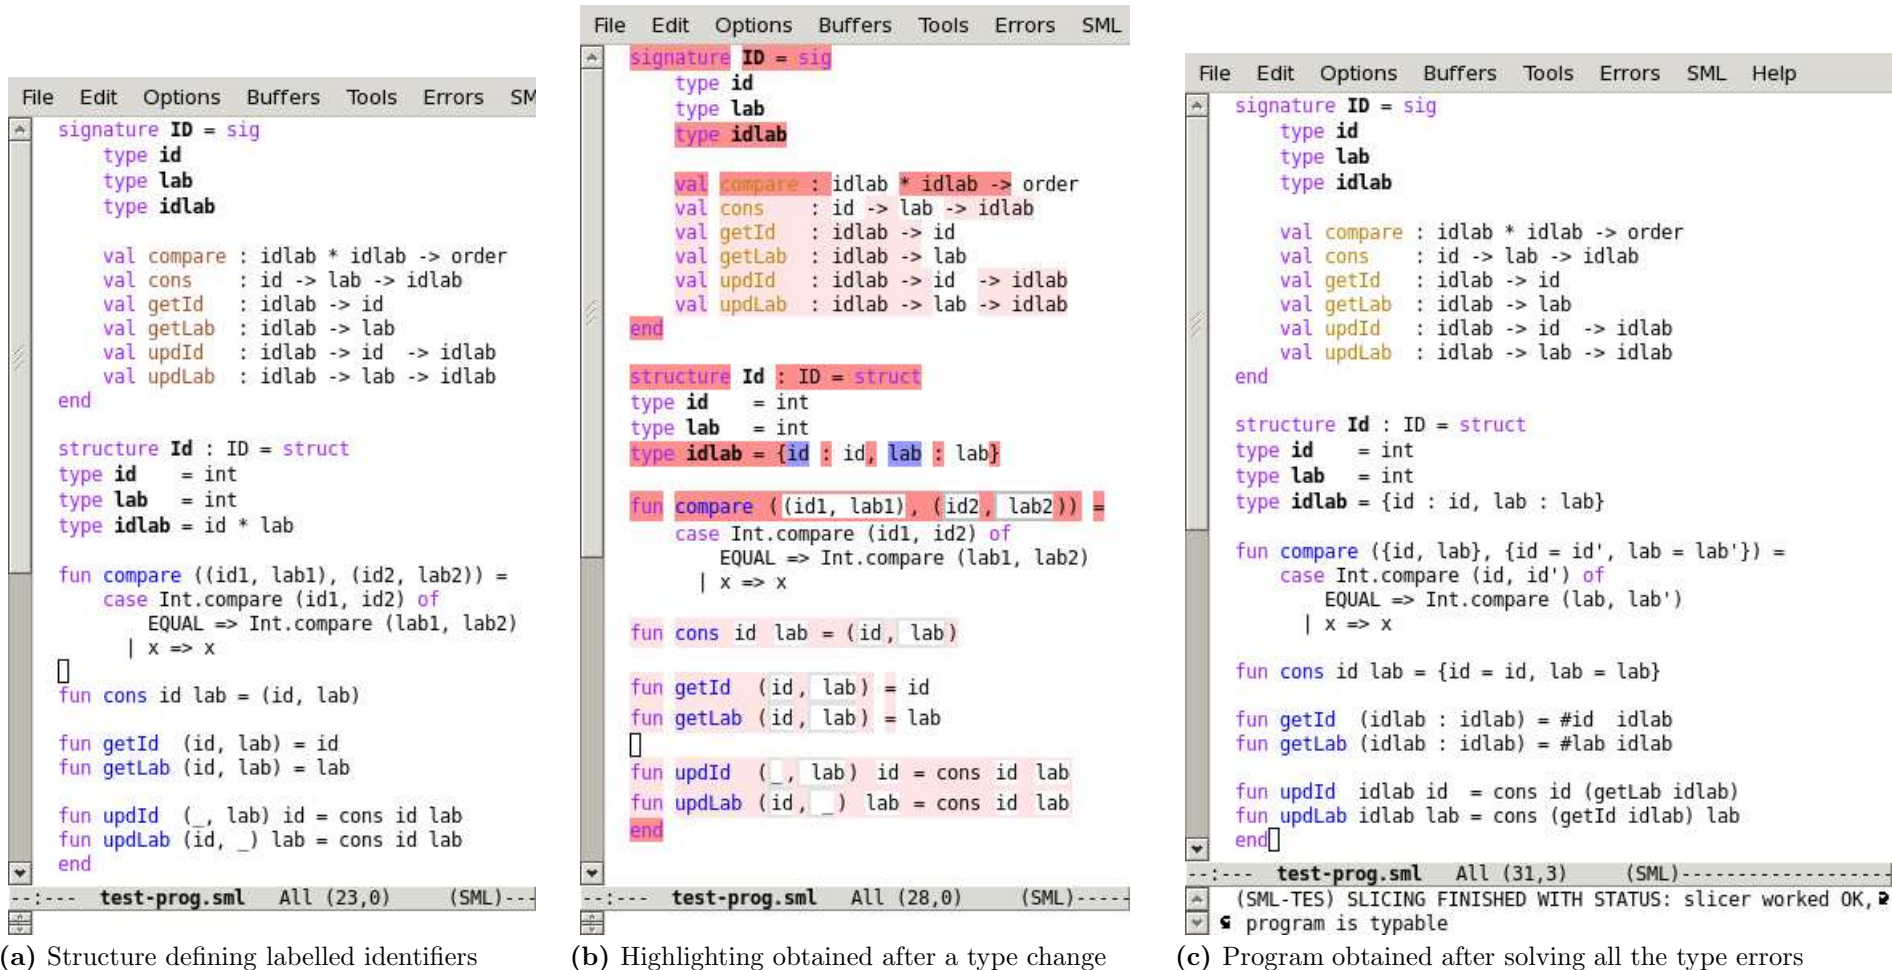 File Edit Options Buffers Tools Errors SM
signature ID = sig
type id
type lab
type idlab
val compare : idlab * idlab -> order
val cons : id -> lab -> idlab
val getId : idlab -> id
val getLab : idlab -> lab
val updId : idlab -> id -> idlab
val updLab : idlab -> lab -> idlab
end
structure Id : ID = struct
type id = int
type lab = int
type idlab = id * lab
fun compare ((id1, lab1), (id2, lab2)) =
case Int.compare (id1, id2) of
EQUAL => Int.compare (lab1, lab2)
| x => x
fun cons id lab = (id, lab)
fun getId (id, lab) = id
fun getLab (id, lab) = lab
fun updId (_, lab) id = cons id lab
fun updLab (id, _) lab = cons id lab
end
--:--- test-prog.sml All (23,0) (SML)---
(a) Structure defining labelled identifiers
File Edit Options Buffers Tools Errors SML
signature ID = sig
type id
type lab
type idlab
val compare : idlab * idlab -> order
val cons : id -> lab -> idlab
val getId : idlab -> id
val getLab : idlab -> lab
val updId : idlab -> id -> idlab
val updLab : idlab -> lab -> idlab
end
structure Id : ID = struct
type id = int
type lab = int
type idlab = {id : id, lab : lab}
fun compare ((id1, lab1), (id2, lab2)) =
case Int.compare (id1, id2) of
EQUAL => Int.compare (lab1, lab2)
| x => x
fun cons id lab = (id, lab)
fun getId (id, lab) = id
fun getLab (id, lab) = lab
fun updId (_, lab) id = cons id lab
fun updLab (id, _) lab = cons id lab
end
--:--- test-prog.sml All (28,0) (SML)-----
(b) Highlighting obtained after a type change
File Edit Options Buffers Tools Errors SML Help
signature ID = sig
type id
type lab
type idlab
val compare : idlab * idlab -> order
val cons : id -> lab -> idlab
val getId : idlab -> id
val getLab : idlab -> lab
val updId : idlab -> id -> idlab
val updLab : idlab -> lab -> idlab
end
structure Id : ID = struct
type id = int
type lab = int
type idlab = {id : id, lab : lab}
fun compare ({id, lab}, {id = id', lab = lab'}) =
case Int.compare (id, id') of
EQUAL => Int.compare (lab, lab')
| x => x
fun cons id lab = {id = id, lab = lab}
fun getId (idlab : idlab) = #id idlab
fun getLab (idlab : idlab) = #lab idlab
fun updId idlab id = cons id (getLab idlab)
fun updLab idlab lab = cons (getId idlab) lab
end
--:--- test-prog.sml All (31,3) (SML)-------------------
(SML-TES) SLICING FINISHED WITH STATUS: slicer worked OK,
program is typable
(c) Program obtained after solving all the type errors